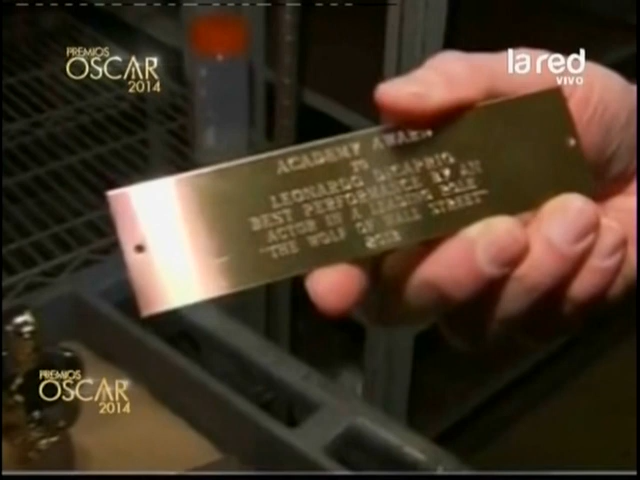 PREMIOS
OSCAR
2014
la red
VIVO
ACADEMY AWARD
TO
LEONARDO DICAPRIO
BEST PERFORMANCE BY AN
ACTOR IN A LEADING ROLE
"THE WOLF OF WALL STREET"
2013
PREMIOS
OSCAR
2014